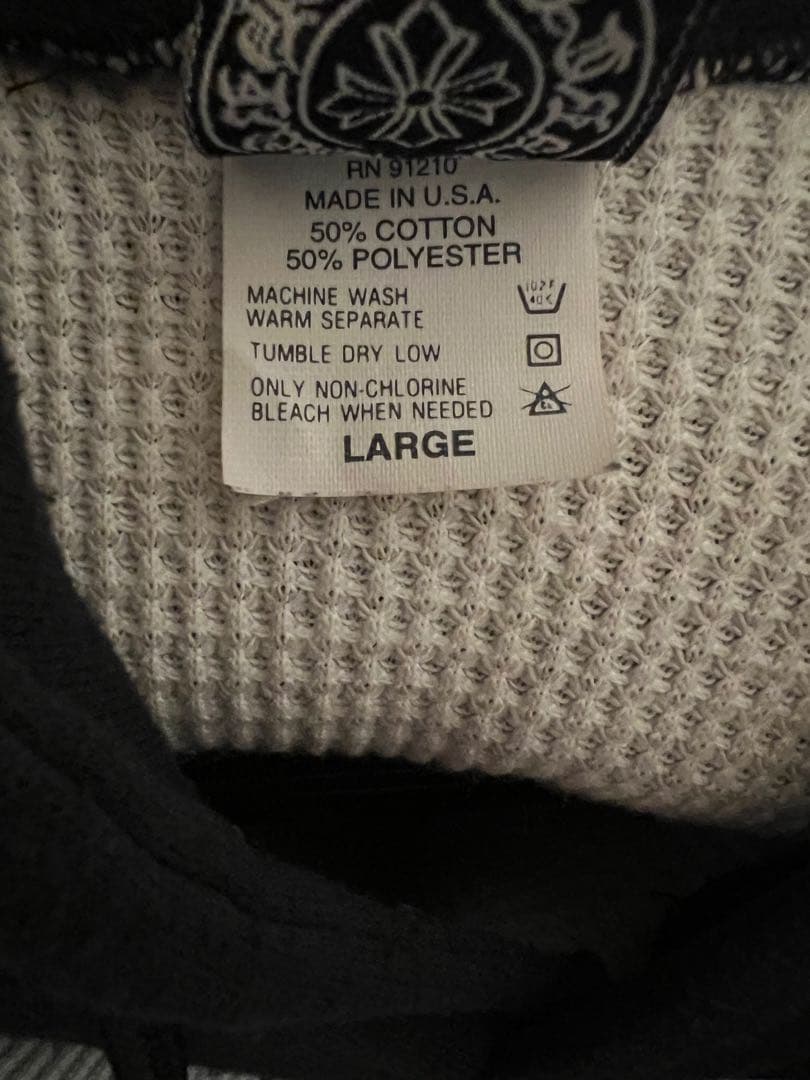 RN 91210
MADE IN U.S.A.
50% COTTON
50% POLYESTER
MACHINE WASH
WARM SEPARATE
TUMBLE DRY LOW
ONLY NON-CHLORINE
BLEACH WHEN NEEDED
LARGE